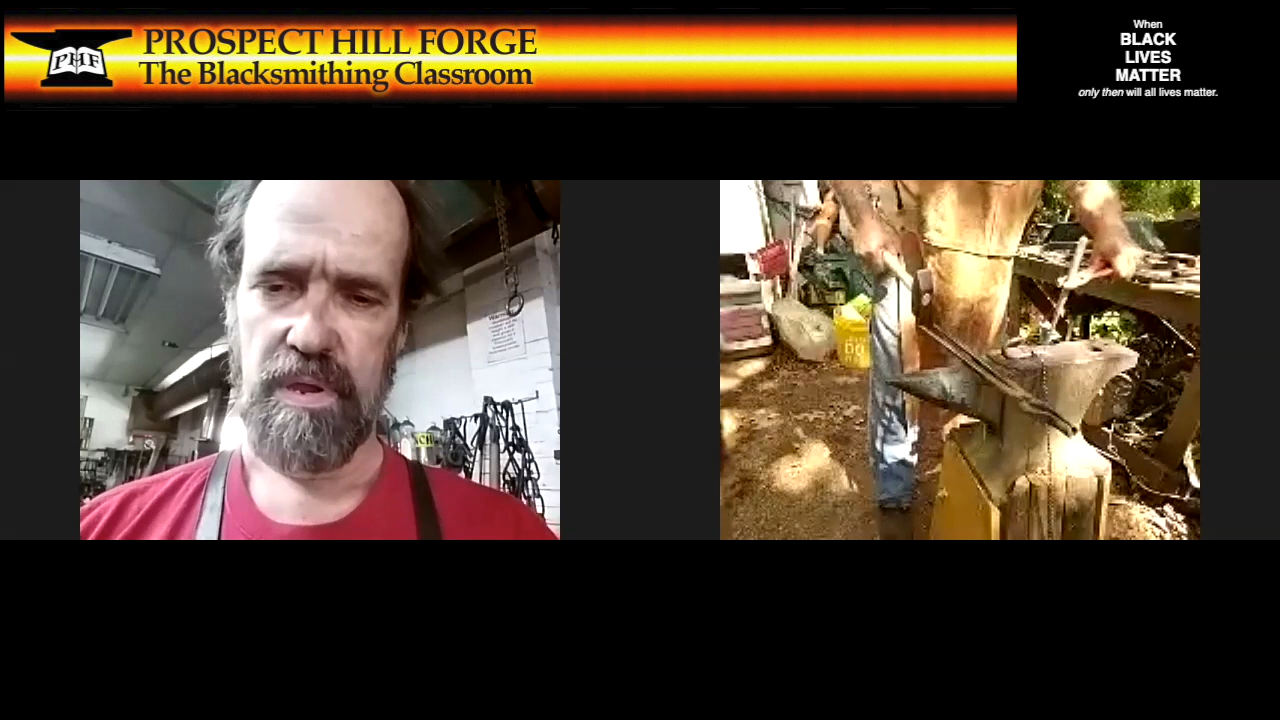 PHF
PROSPECT HILL FORGE
The Blacksmithing Classroom
When
BLACK
LIVES
MATTER
only then will all lives matter.